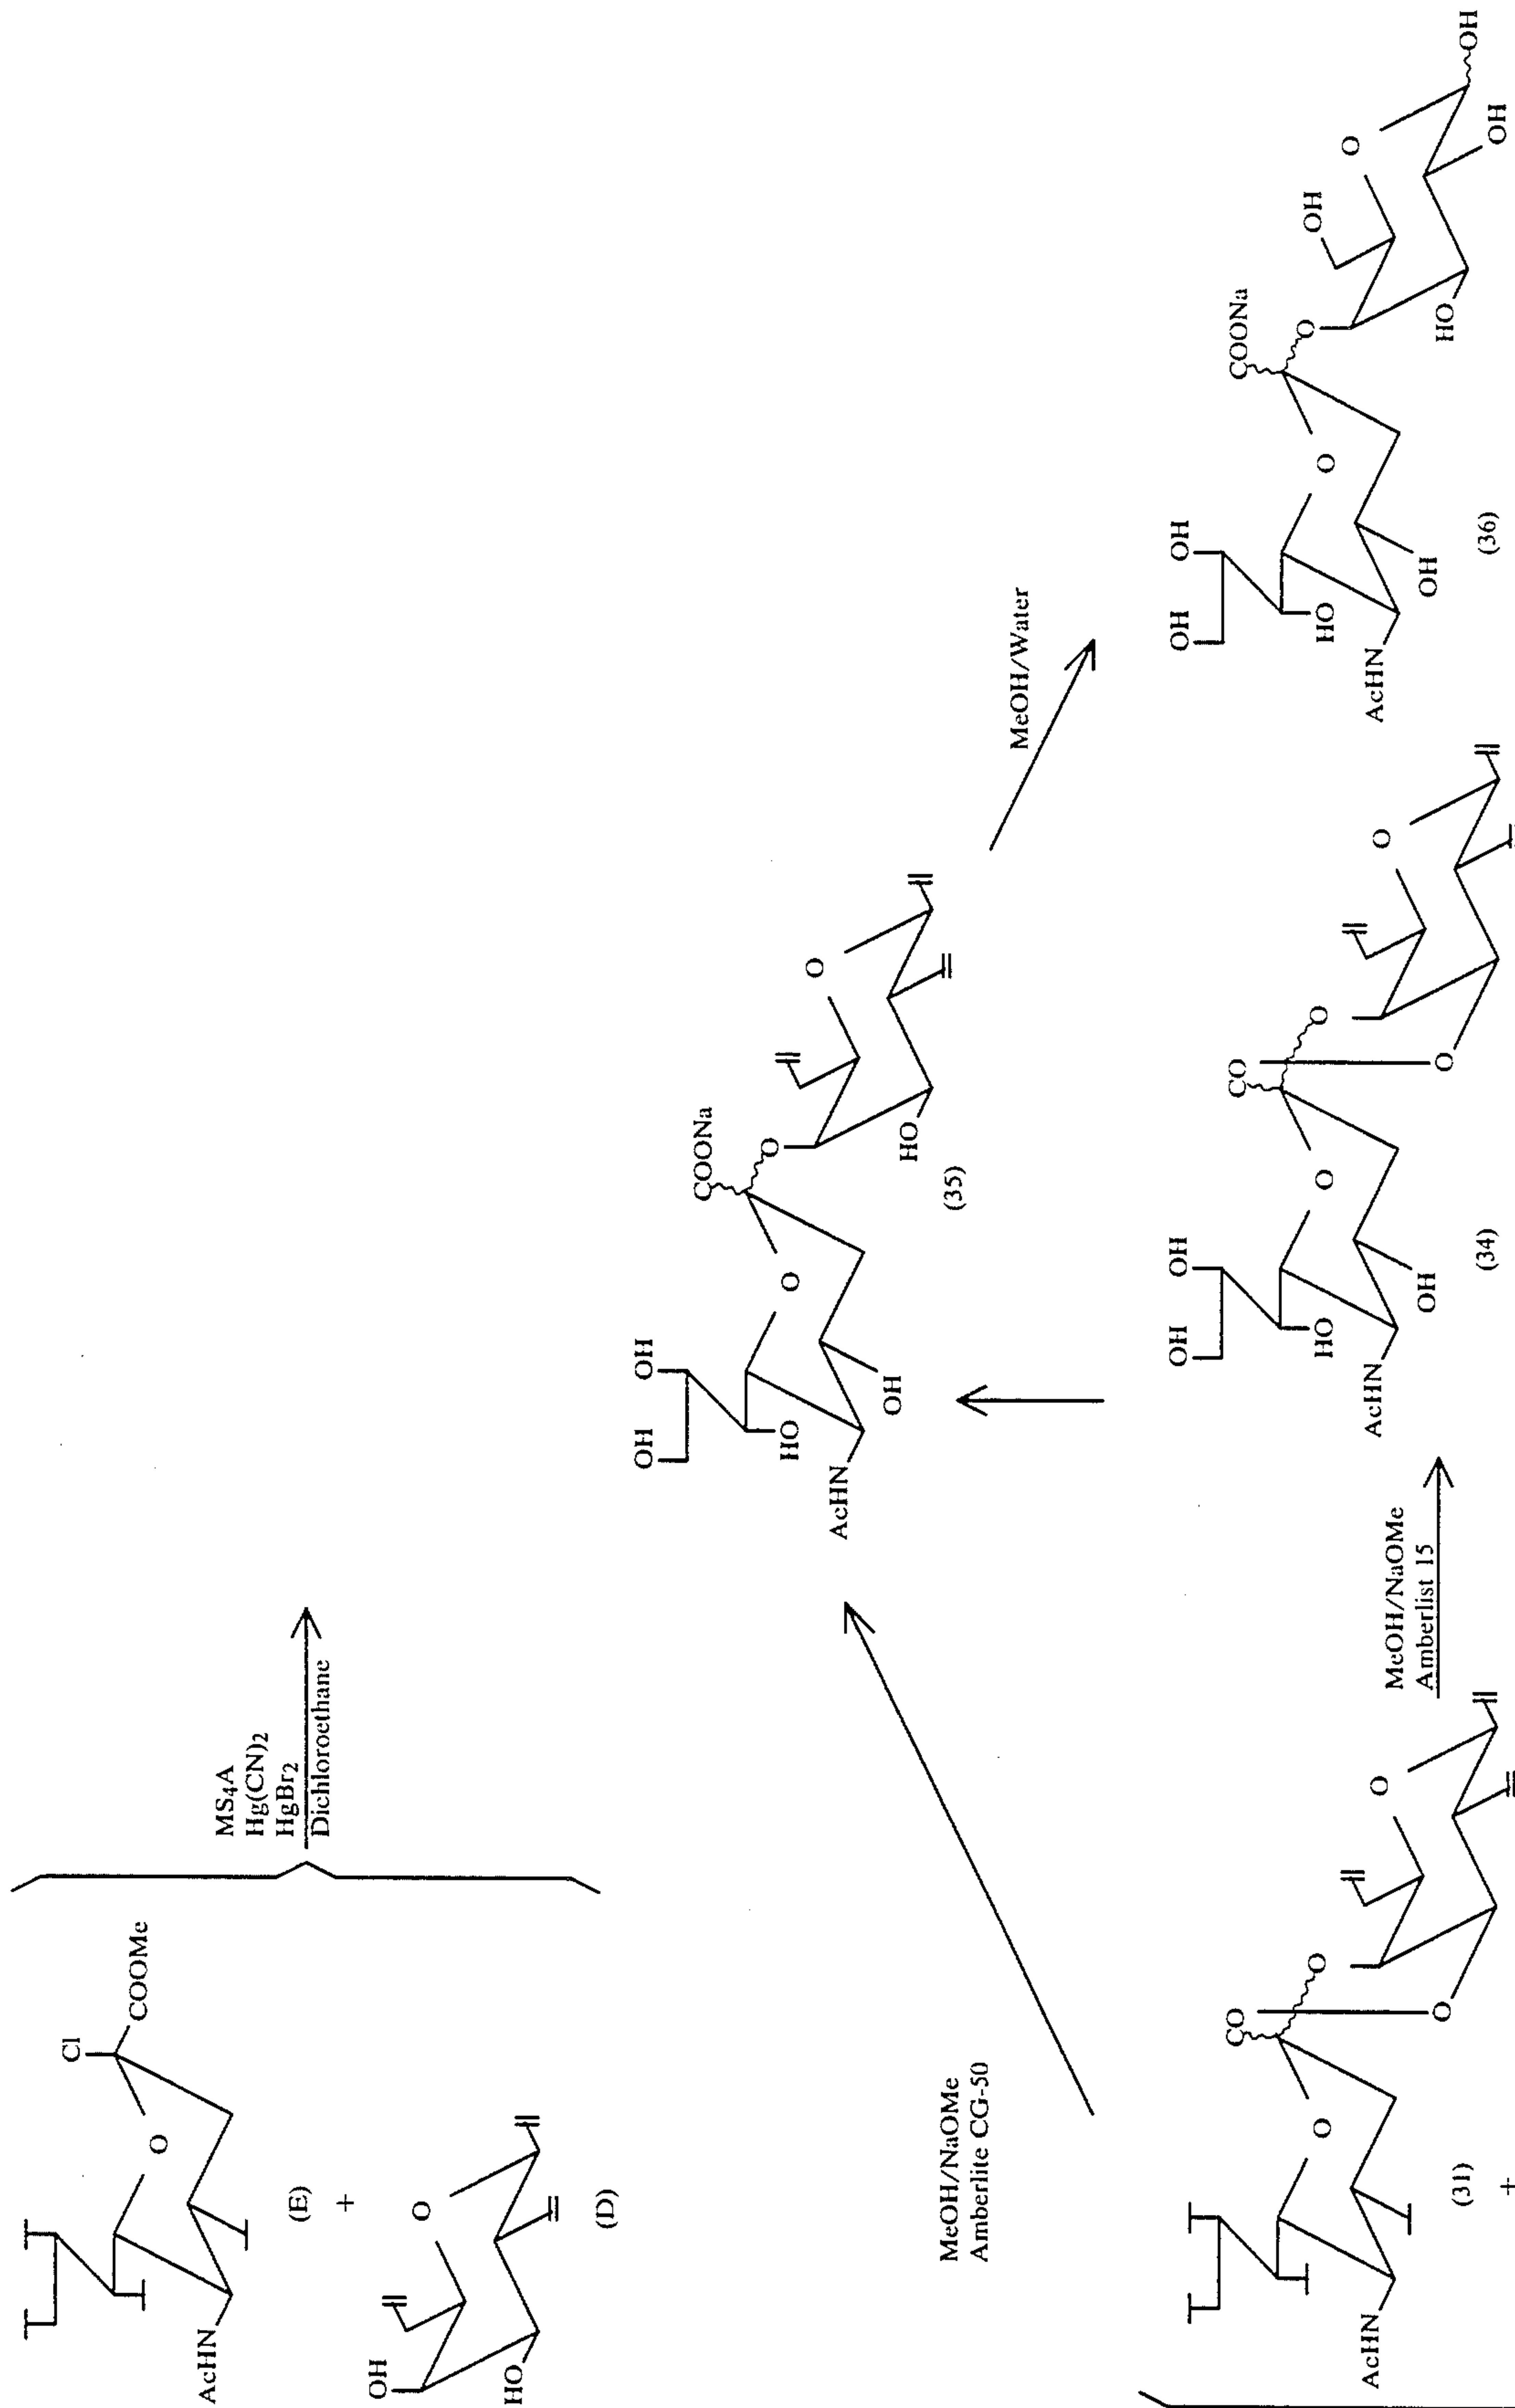 MS4A
Hg(CN)2
HgBr2
Dichloroethane
Cl
COOMe
O
AcHN
(E)
+
OH
O
HO
(D)
OH
OH
HO
AcHN
OH
O
COONa
O
HO
O
(35)
MeOH/Water
MeOH/NaOMe
Amberlite CG-50
AcHN
O
CO
O
O
O
(31)
+
MeOH/NaOMe
Amberlist 15
OH
OH
HO
AcHN
OH
O
CO
O
O
O
(34)
OH
OH
HO
AcHN
OH
O
COONa
O
HO
OH
O
OH
OH
(36)